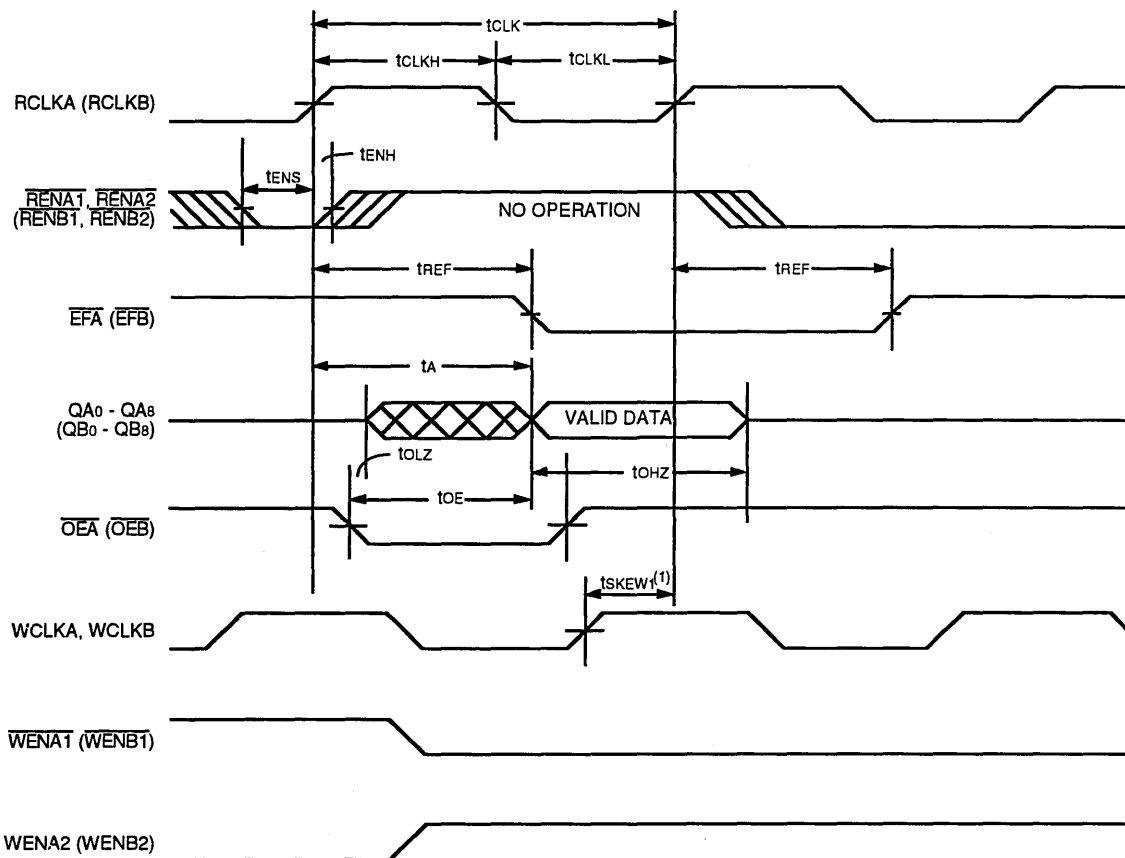 tCLK
tCLKH
tCLKL
RCLKA (RCLKB)
tENH
tENS
RENA1, RENA2
(RENB1, RENB2)
NO OPERATION
tREF
tREF
EFA (EFB)
tA
QA0 - QA8
(QB0 - QB8)
VALID DATA
tOLZ
tOHZ
tOE
OEA (OEB)
tSKEW1(1)
WCLKA, WCLKB
WENA1 (WENB1)
WENA2 (WENB2)